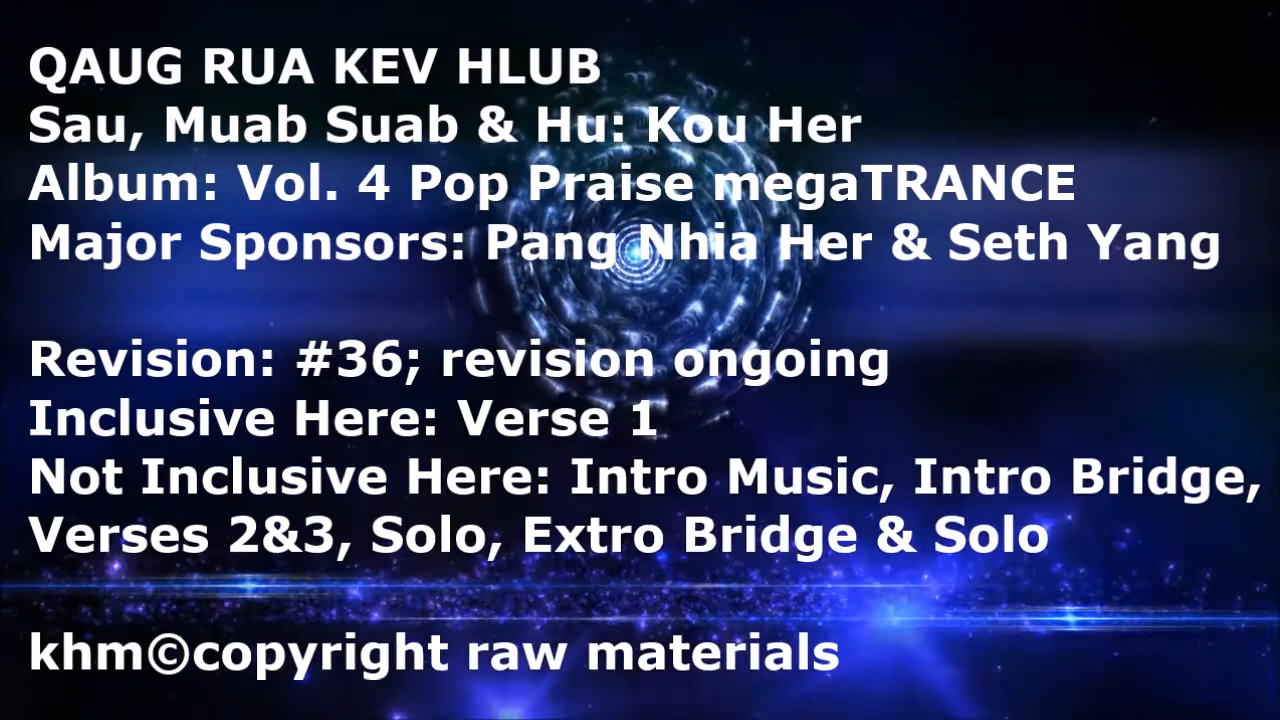 QAUG RUA KEV HLUB
Sau, Muab Suab & Hu: Kou Her
Album: Vol. 4 Pop Praise megaTRANCE
Major Sponsors: Pang Nhia Her & Seth Yang
Revision: #36; revision ongoing
Inclusive Here: Verse 1
Not Inclusive Here: Intro Music, Intro Bridge,
Verses 2&3, Solo, Extro Bridge & Solo
khm©copyright raw materials